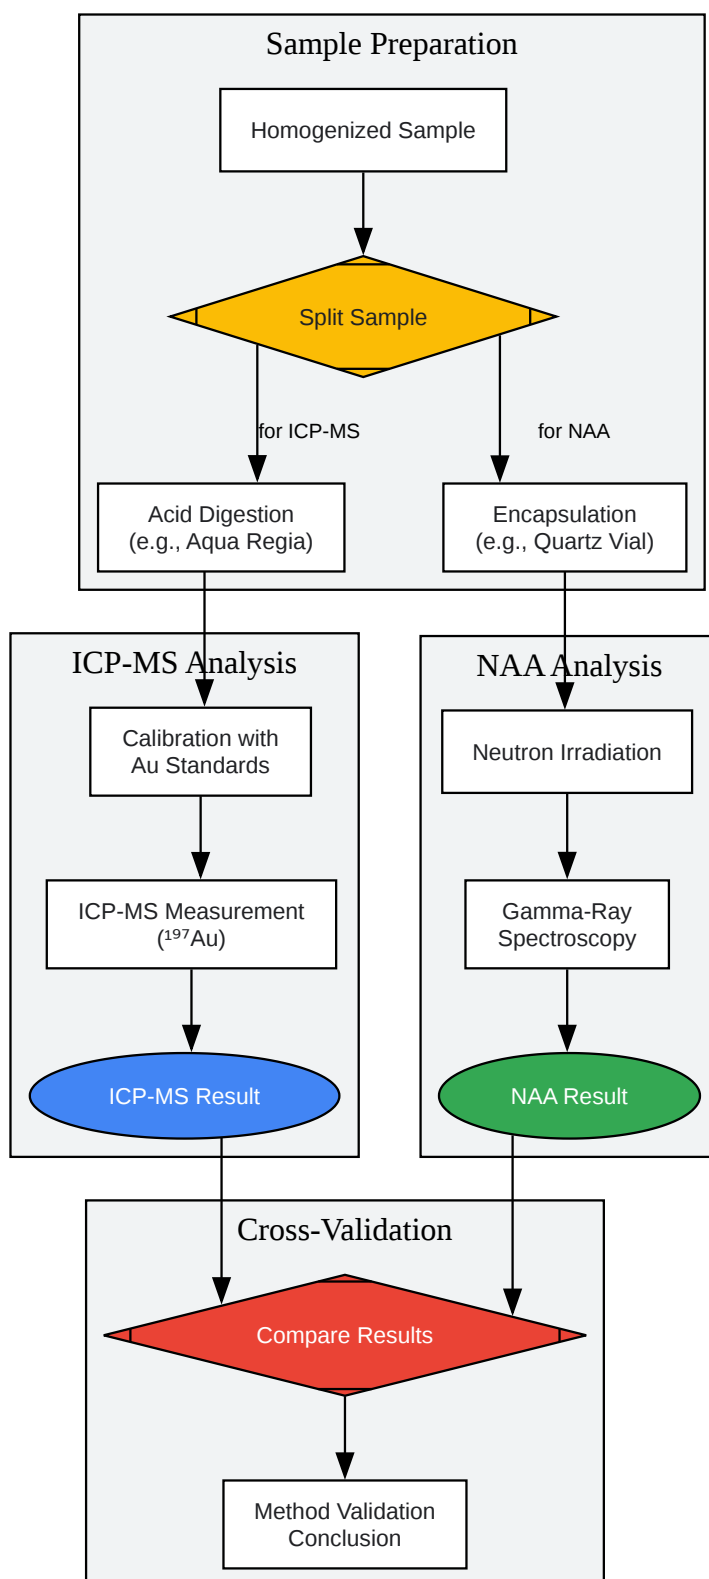 Sample Preparation
Homogenized Sample
Split Sample
for ICP-MS
for NAA
Acid Digestion
(e.g., Aqua Regia)
Encapsulation
(e.g., Quartz Vial)
ICP-MS Analysis
Calibration with
Au Standards
ICP-MS Measurement
(¹⁹⁷Au)
ICP-MS Result
NAA Analysis
Neutron Irradiation
Gamma-Ray
Spectroscopy
NAA Result
Cross-Validation
Compare Results
Method Validation
Conclusion